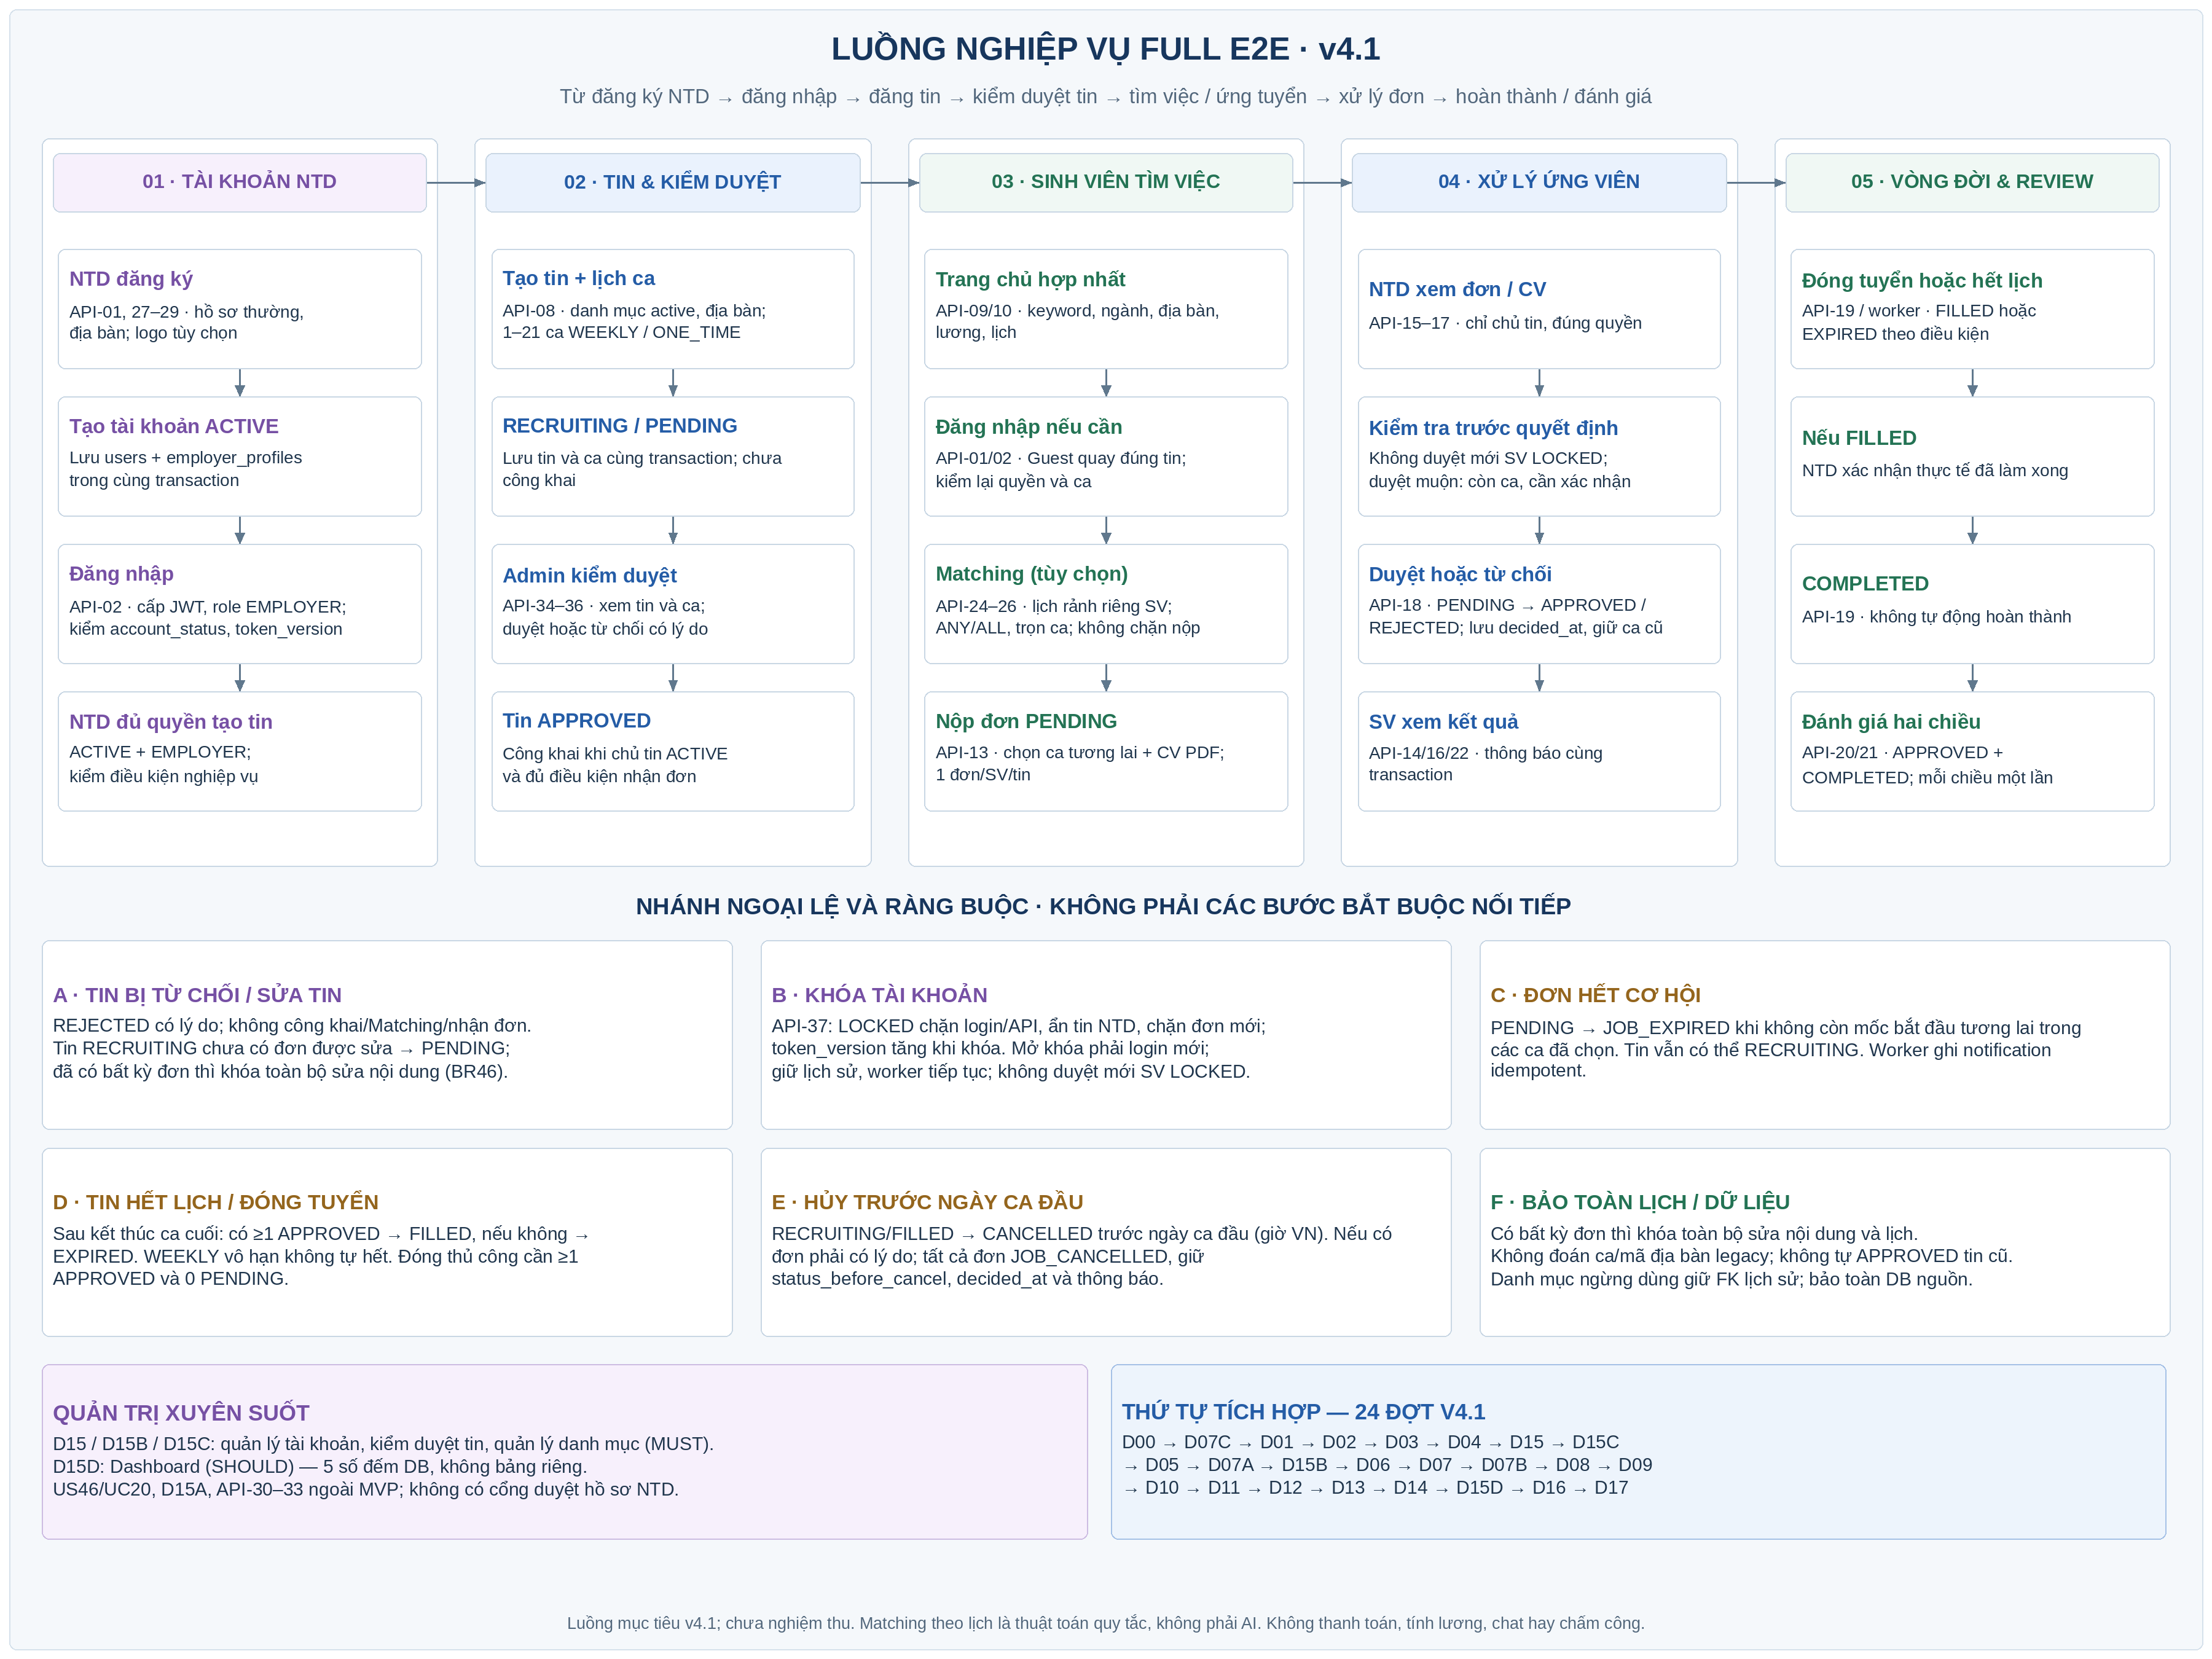 LUỒNG NGHIỆP VỤ FULL E2E · v4.1
Từ đăng ký NTD → đăng nhập → đăng tin → kiểm duyệt tin → tìm việc / ứng tuyển → xử lý đơn → hoàn thành / đánh giá
01 · TÀI KHOẢN NTD
NTD đăng ký
API-01, 27–29 · hồ sơ thường,
địa bàn; logo tùy chọn
Tạo tài khoản ACTIVE
Lưu users + employer_profiles
trong cùng transaction
Đăng nhập
API-02 · cấp JWT, role EMPLOYER;
kiểm account_status, token_version
NTD đủ quyền tạo tin
ACTIVE + EMPLOYER;
kiểm điều kiện nghiệp vụ
02 · TIN & KIỂM DUYỆT
Tạo tin + lịch ca
API-08 · danh mục active, địa bàn;
1–21 ca WEEKLY / ONE_TIME
RECRUITING / PENDING
Lưu tin và ca cùng transaction; chưa
công khai
Admin kiểm duyệt
API-34–36 · xem tin và ca;
duyệt hoặc từ chối có lý do
Tin APPROVED
Công khai khi chủ tin ACTIVE
và đủ điều kiện nhận đơn
03 · SINH VIÊN TÌM VIỆC
Trang chủ hợp nhất
API-09/10 · keyword, ngành, địa bàn,
lương, lịch
Đăng nhập nếu cần
API-01/02 · Guest quay đúng tin;
kiểm lại quyền và ca
Matching (tùy chọn)
API-24–26 · lịch rảnh riêng SV;
ANY/ALL, trọn ca; không chặn nộp
Nộp đơn PENDING
API-13 · chọn ca tương lai + CV PDF;
1 đơn/SV/tin
04 · XỬ LÝ ỨNG VIÊN
NTD xem đơn / CV
API-15–17 · chỉ chủ tin, đúng quyền
Kiểm tra trước quyết định
Không duyệt mới SV LOCKED;
duyệt muộn: còn ca, cần xác nhận
Duyệt hoặc từ chối
API-18 · PENDING → APPROVED /
REJECTED; lưu decided_at, giữ ca cũ
SV xem kết quả
API-14/16/22 · thông báo cùng
transaction
05 · VÒNG ĐỜI & REVIEW
Đóng tuyển hoặc hết lịch
API-19 / worker · FILLED hoặc
EXPIRED theo điều kiện
Nếu FILLED
NTD xác nhận thực tế đã làm xong
COMPLETED
API-19 · không tự động hoàn thành
Đánh giá hai chiều
API-20/21 · APPROVED +
COMPLETED; mỗi chiều một lần
NHÁNH NGOẠI LỆ VÀ RÀNG BUỘC · KHÔNG PHẢI CÁC BƯỚC BẮT BUỘC NỐI TIẾP
A · TIN BỊ TỪ CHỐI / SỬA TIN
REJECTED có lý do; không công khai/Matching/nhận đơn.
Tin RECRUITING chưa có đơn được sửa → PENDING;
đã có bất kỳ đơn thì khóa toàn bộ sửa nội dung (BR46).
B · KHÓA TÀI KHOẢN
API-37: LOCKED chặn login/API, ẩn tin NTD, chặn đơn mới;
token_version tăng khi khóa. Mở khóa phải login mới;
giữ lịch sử, worker tiếp tục; không duyệt mới SV LOCKED.
C · ĐƠN HẾT CƠ HỘI
PENDING → JOB_EXPIRED khi không còn mốc bắt đầu tương lai trong
các ca đã chọn. Tin vẫn có thể RECRUITING. Worker ghi notification
idempotent.
D · TIN HẾT LỊCH / ĐÓNG TUYỂN
Sau kết thúc ca cuối: có ≥1 APPROVED → FILLED, nếu không →
EXPIRED. WEEKLY vô hạn không tự hết. Đóng thủ công cần ≥1
APPROVED và 0 PENDING.
E · HỦY TRƯỚC NGÀY CA ĐẦU
RECRUITING/FILLED → CANCELLED trước ngày ca đầu (giờ VN). Nếu có
đơn phải có lý do; tất cả đơn JOB_CANCELLED, giữ
status_before_cancel, decided_at và thông báo.
F · BẢO TOÀN LỊCH / DỮ LIỆU
Có bất kỳ đơn thì khóa toàn bộ sửa nội dung và lịch.
Không đoán ca/mã địa bàn legacy; không tự APPROVED tin cũ.
Danh mục ngừng dùng giữ FK lịch sử; bảo toàn DB nguồn.
QUẢN TRỊ XUYÊN SUỐT
D15 / D15B / D15C: quản lý tài khoản, kiểm duyệt tin, quản lý danh mục (MUST).
D15D: Dashboard (SHOULD) — 5 số đếm DB, không bảng riêng.
US46/UC20, D15A, API-30–33 ngoài MVP; không có cổng duyệt hồ sơ NTD.
THỨ TỰ TÍCH HỢP — 24 ĐỢT V4.1
D00 → D07C → D01 → D02 → D03 → D04 → D15 → D15C
→ D05 → D07A → D15B → D06 → D07 → D07B → D08 → D09
→ D10 → D11 → D12 → D13 → D14 → D15D → D16 → D17
Luồng mục tiêu v4.1; chưa nghiệm thu. Matching theo lịch là thuật toán quy tắc, không phải AI. Không thanh toán, tính lương, chat hay chấm công.